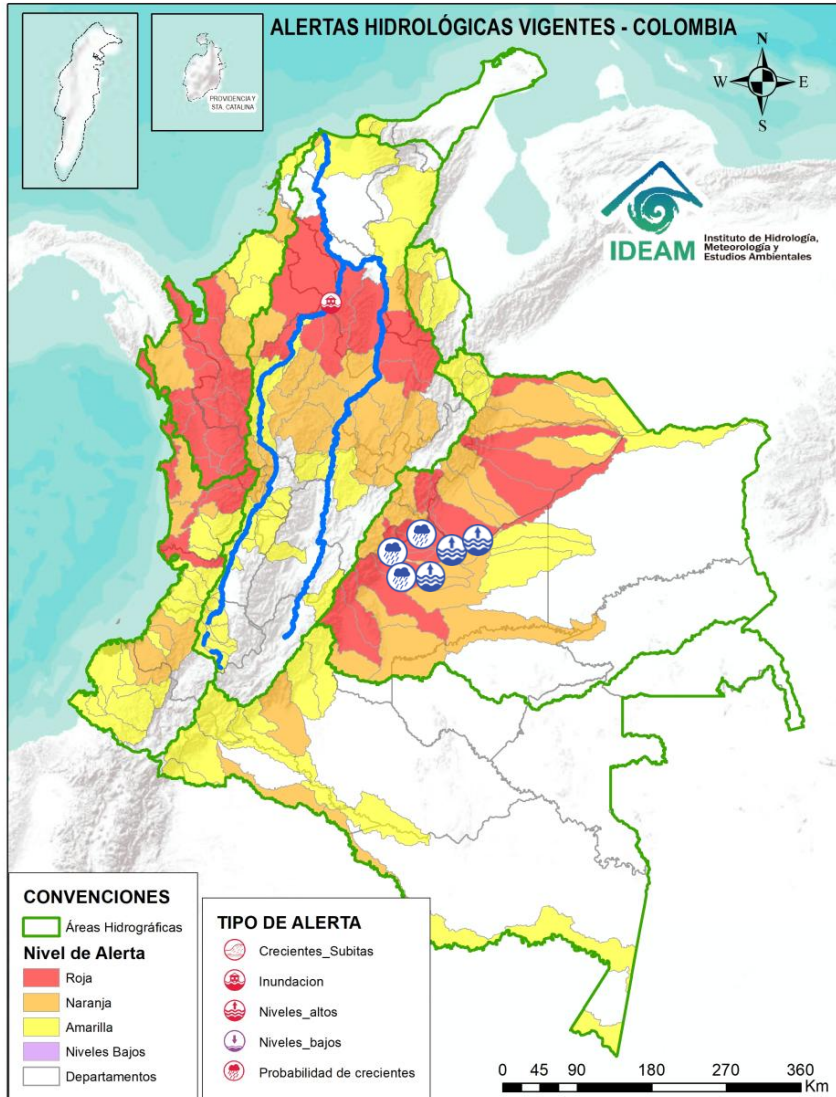 ALERTAS HIDROLÓGICAS VIGENTES - COLOMBIA
PROVIDENCIA Y
STA. CATALINA
N
W
E
S
IDEAM
Instituto de Hidrología,
Meteorología y
Estudios Ambientales
CONVENCIONES
Áreas Hidrográficas
Nivel de Alerta
Roja
Naranja
Amarilla
Niveles Bajos
Departamentos
TIPO DE ALERTA
Crecientes_Subitas
Inundacion
Niveles_altos
Niveles_bajos
Probabilidad de crecientes
0 45 90 180 270 360
Km